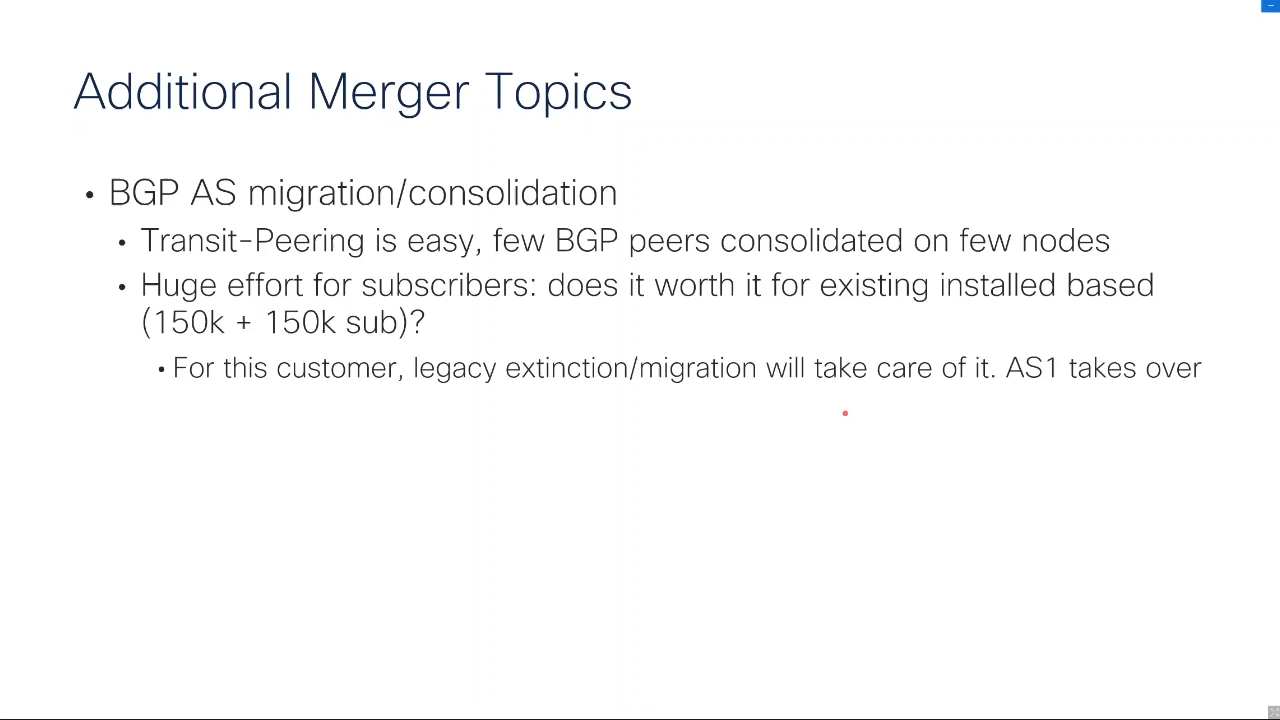 Additional Merger Topics
• BGP AS migration/consolidation
• Transit-Peering is easy, few BGP peers consolidated on few nodes
• Huge effort for subscribers: does it worth it for existing installed based
(150k + 150k sub)?
• For this customer, legacy extinction/migration will take care of it. AS1 takes over